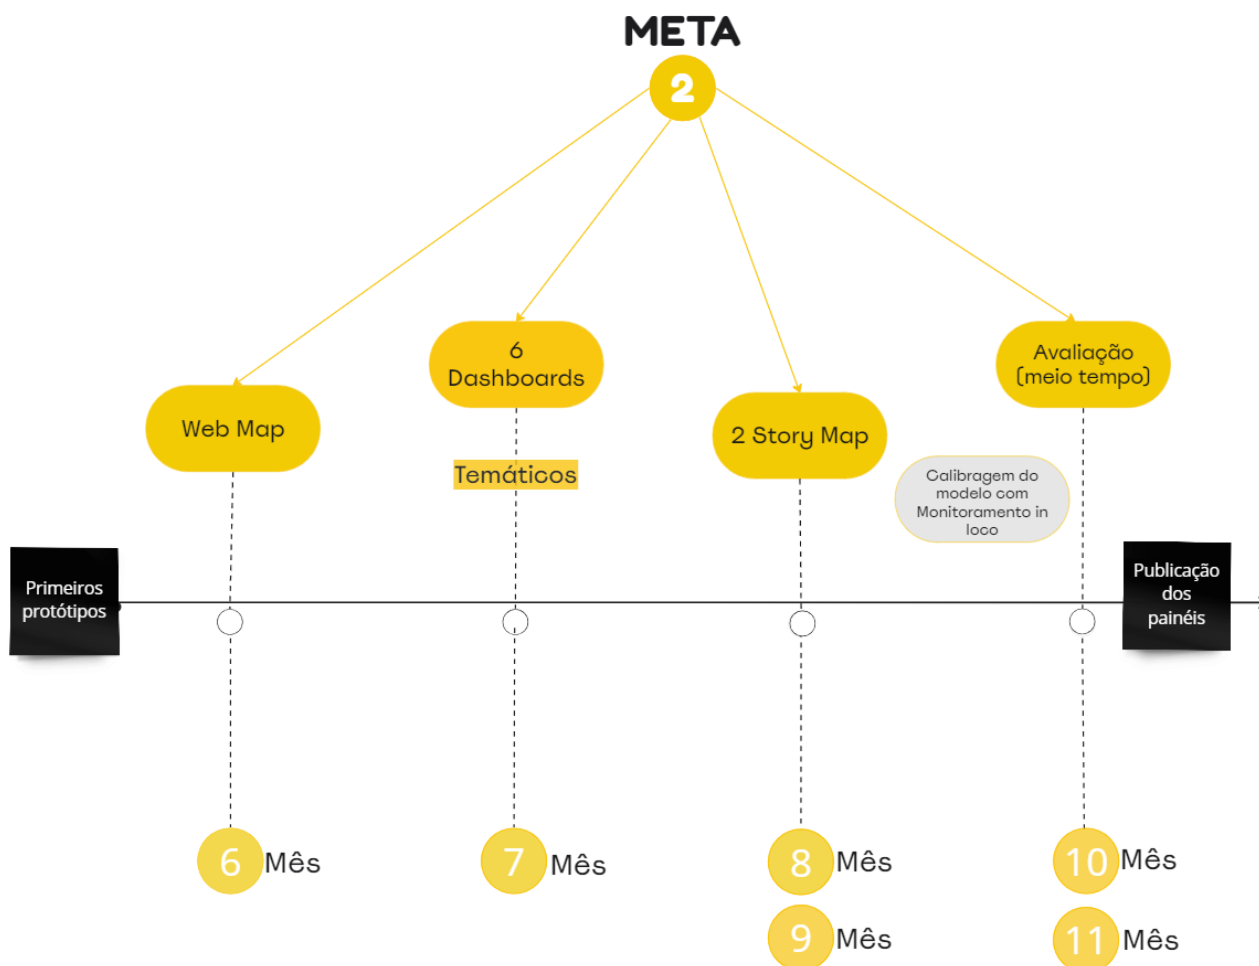 META
2
6
Dashboards
Avaliação
(meio tempo)
Web Map
2 Story Map
Temáticos
Calibragem do
modelo com
Monitoramento in
loco
Primeiros
protótipos
Publicação
dos
painéis
6 Mês
7 Mês
8 Mês
10 Mês
9 Mês
11 Mês